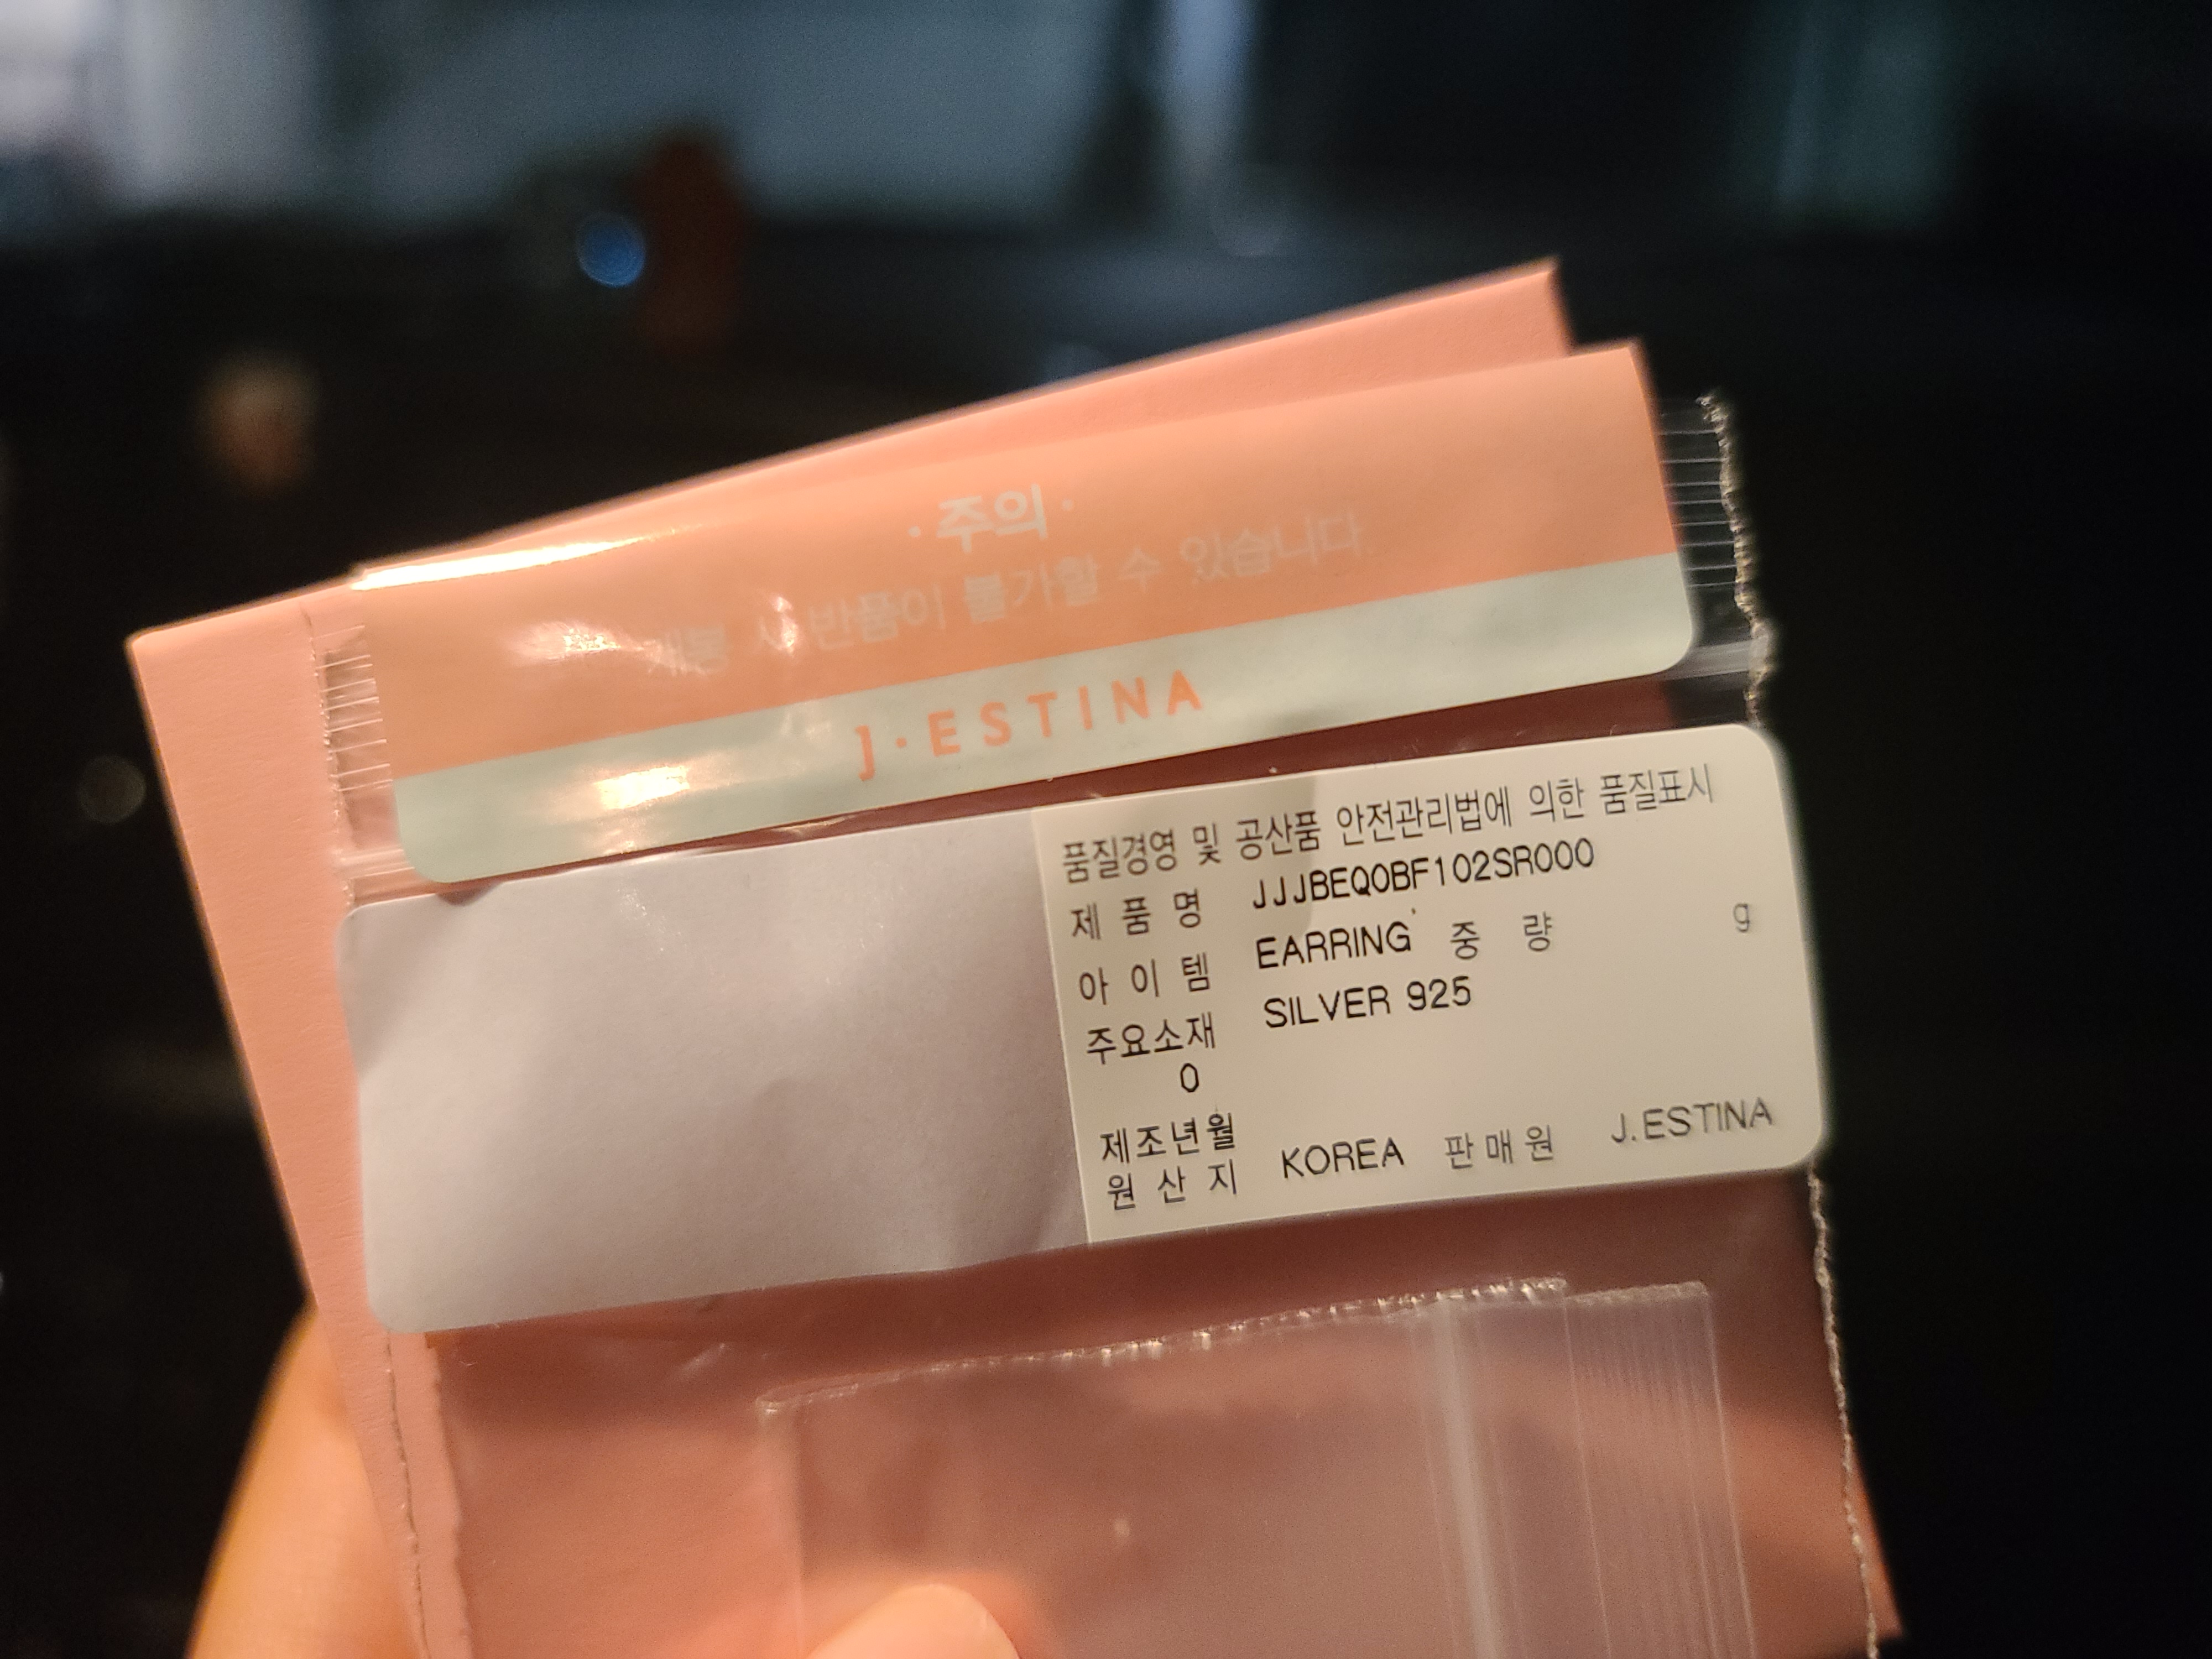 ·주의·
개봉 시 반품이 불가할 수 있습니다.
J·ESTINA
품질경영 및 공산품 안전관리법에 의한 품질표시
제 품 명 JJJBEQ0BF102SR000
아 이 템 EARRING 중 량 g
주요소재 SILVER 925
0
제조년월
원 산 지 KOREA 판 매 원 J.ESTINA